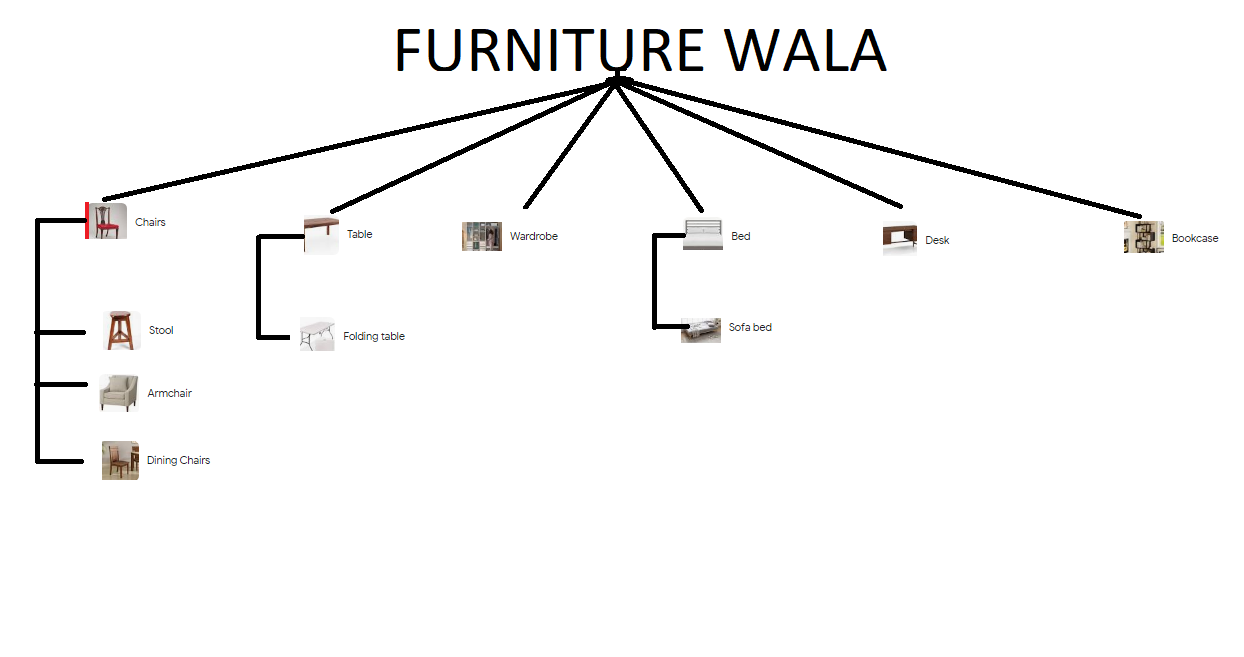 FURNITURE WALA
Chairs
Table
Wardrobe
Bed
Desk
Bookcase
Stool
Folding table
Sofa bed
Armchair
Dining Chairs